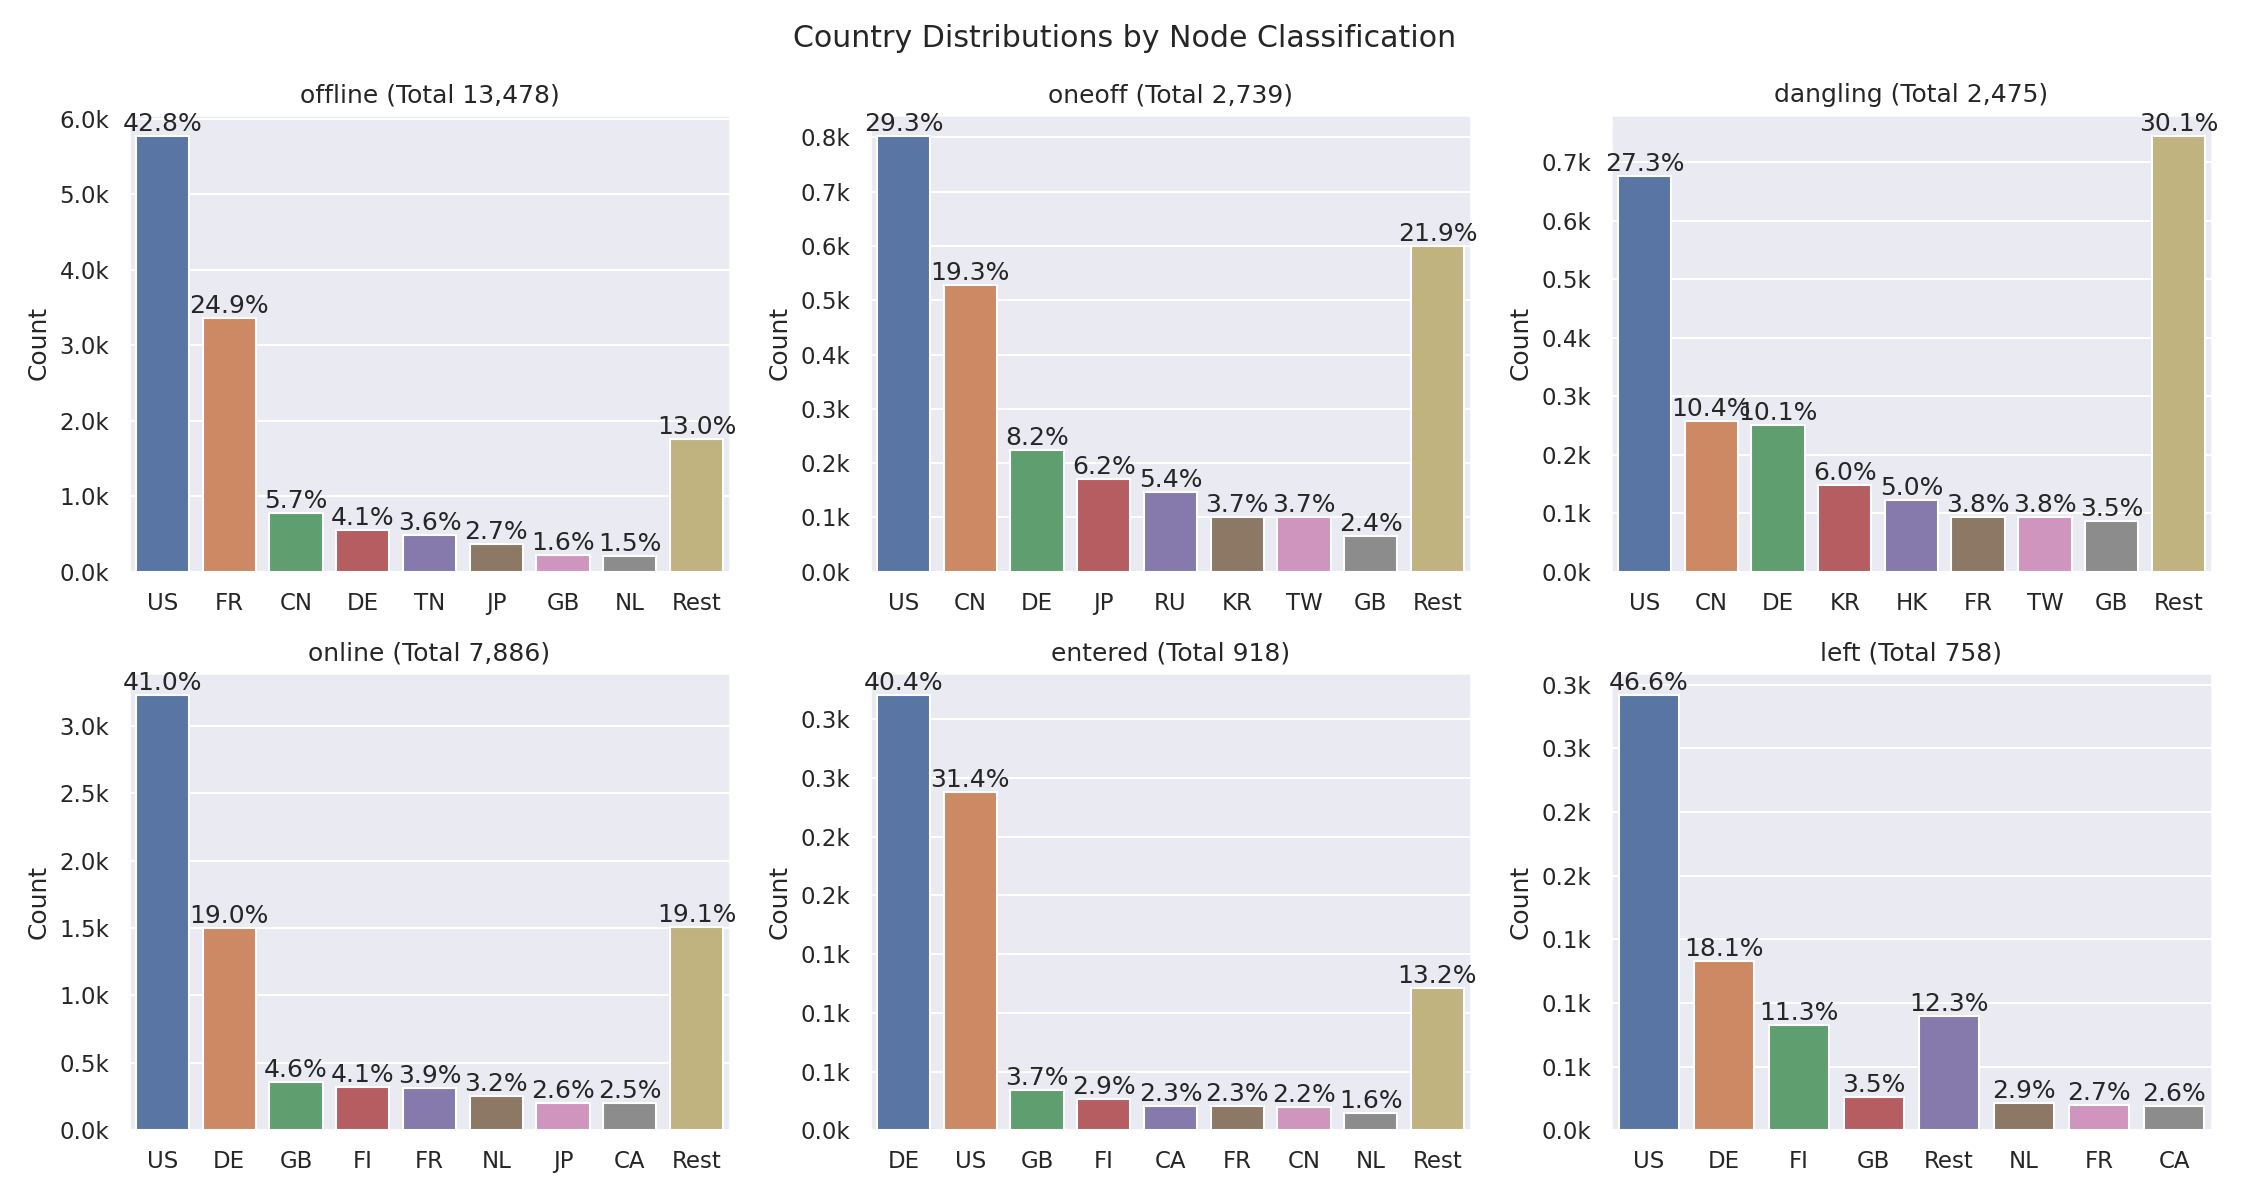 Country Distributions by Node Classification
offline (Total 13,478)
Count
6.0k
5.0k
4.0k
3.0k
2.0k
1.0k
0.0k
42.8%
24.9%
5.7%
4.1%
3.6%
2.7%
1.6%
1.5%
13.0%
US FR CN DE TN JP GB NL Rest
oneoff (Total 2,739)
Count
0.8k
0.7k
0.6k
0.5k
0.4k
0.3k
0.2k
0.1k
0.0k
29.3%
19.3%
8.2%
6.2%
5.4%
3.7%
3.7%
2.4%
21.9%
US CN DE JP RU KR TW GB Rest
dangling (Total 2,475)
Count
0.7k
0.6k
0.5k
0.4k
0.3k
0.2k
0.1k
0.0k
27.3%
10.4%
10.1%
6.0%
5.0%
3.8%
3.8%
3.5%
30.1%
US CN DE KR HK FR TW GB Rest
online (Total 7,886)
Count
3.0k
2.5k
2.0k
1.5k
1.0k
0.5k
0.0k
41.0%
19.0%
4.6%
4.1%
3.9%
3.2%
2.6%
2.5%
19.1%
US DE GB FI FR NL JP CA Rest
entered (Total 918)
Count
0.3k
0.3k
0.2k
0.2k
0.1k
0.1k
0.1k
0.0k
40.4%
31.4%
3.7%
2.9%
2.3%
2.3%
2.2%
1.6%
13.2%
DE US GB FI CA FR CN NL Rest
left (Total 758)
Count
0.3k
0.3k
0.2k
0.2k
0.1k
0.1k
0.1k
0.0k
46.6%
18.1%
11.3%
3.5%
12.3%
2.9%
2.7%
2.6%
US DE FI GB Rest NL FR CA